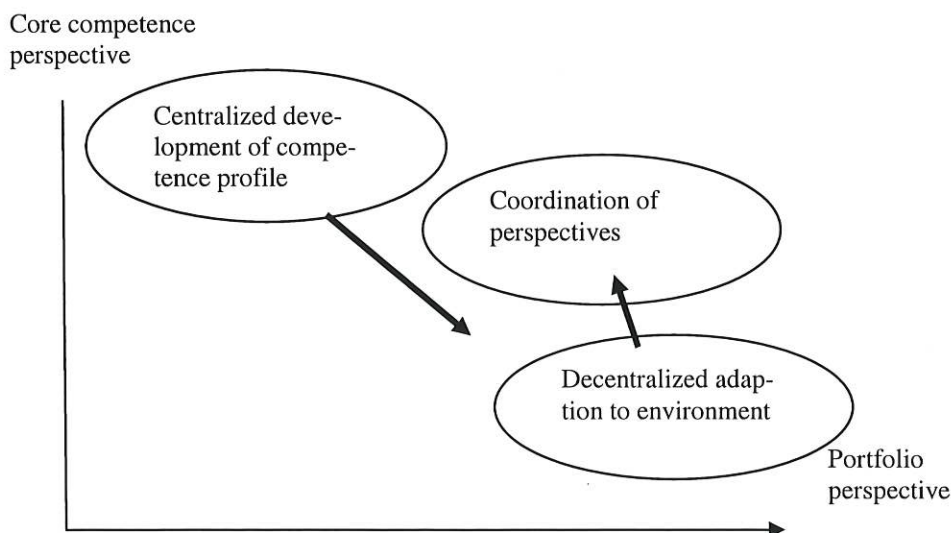 Core competence
perspective
Centralized deve-
lopment of compe-
tence profile
Coordination of
perspectives
Decentralized adap-
tion to environment
Portfolio
perspective